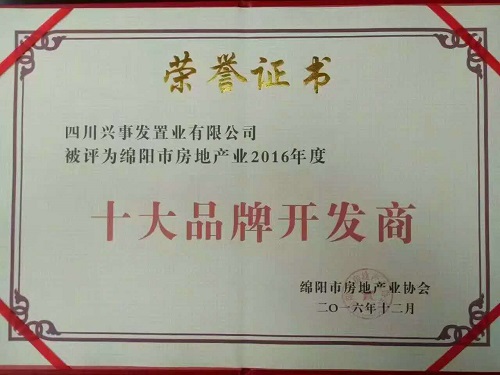 荣誉证书
四川兴事发置业有限公司
被评为绵阳市房地产业2016年度
十大品牌开发商
绵阳市房地产业协会
二〇一六年十二月